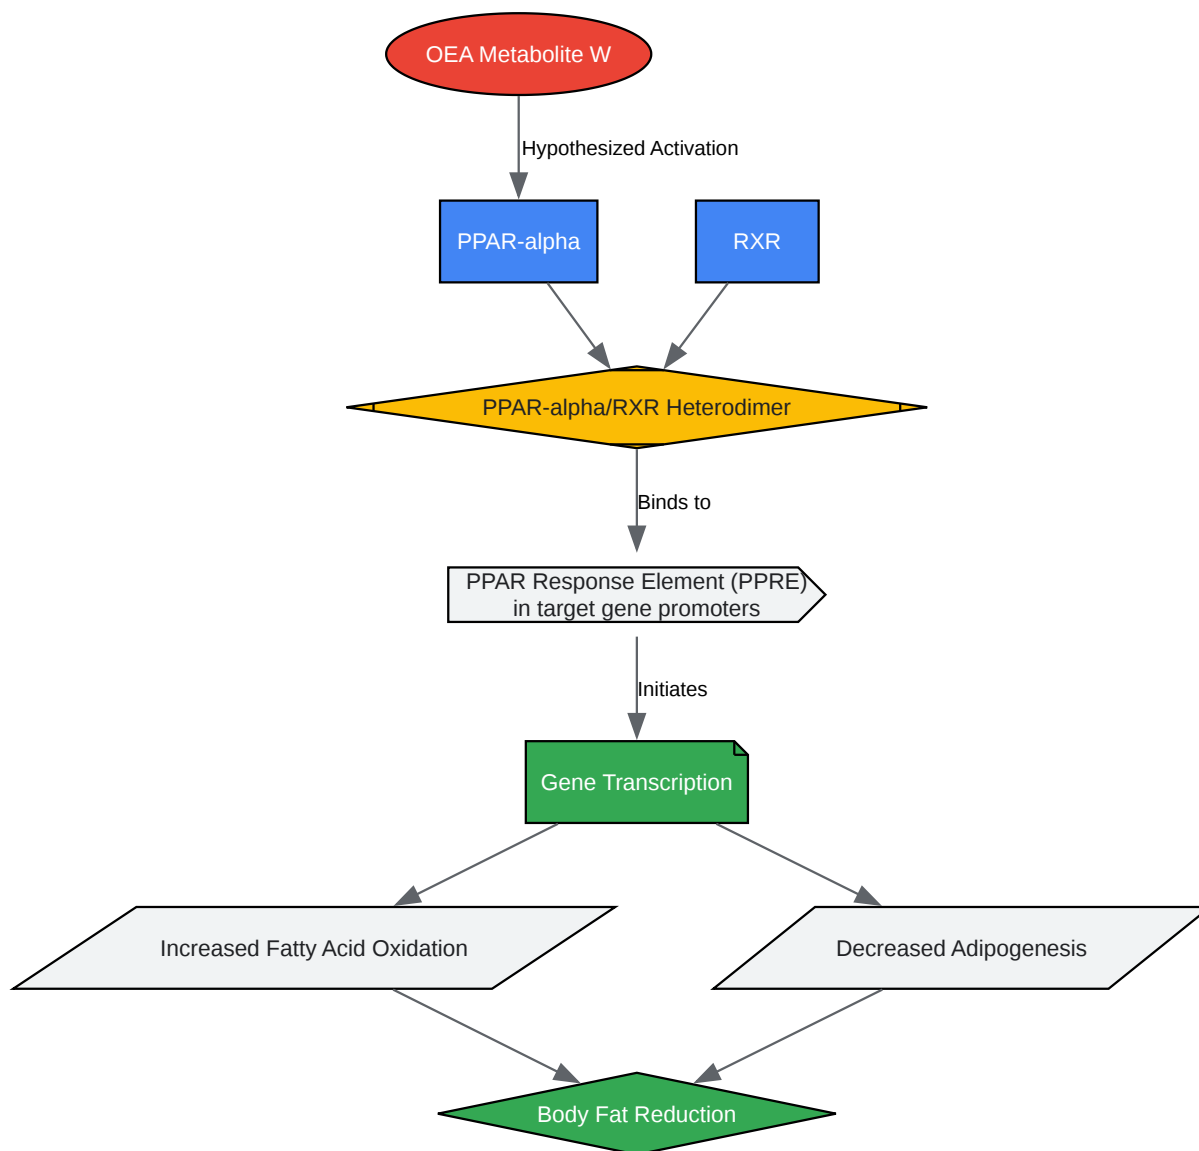 OEA Metabolite W
Hypothesized Activation
PPAR-alpha
RXR
PPAR-alpha/RXR Heterodimer
Binds to
PPAR Response Element (PPRE)
in target gene promoters
Initiates
Gene Transcription
Increased Fatty Acid Oxidation
Decreased Adipogenesis
Body Fat Reduction